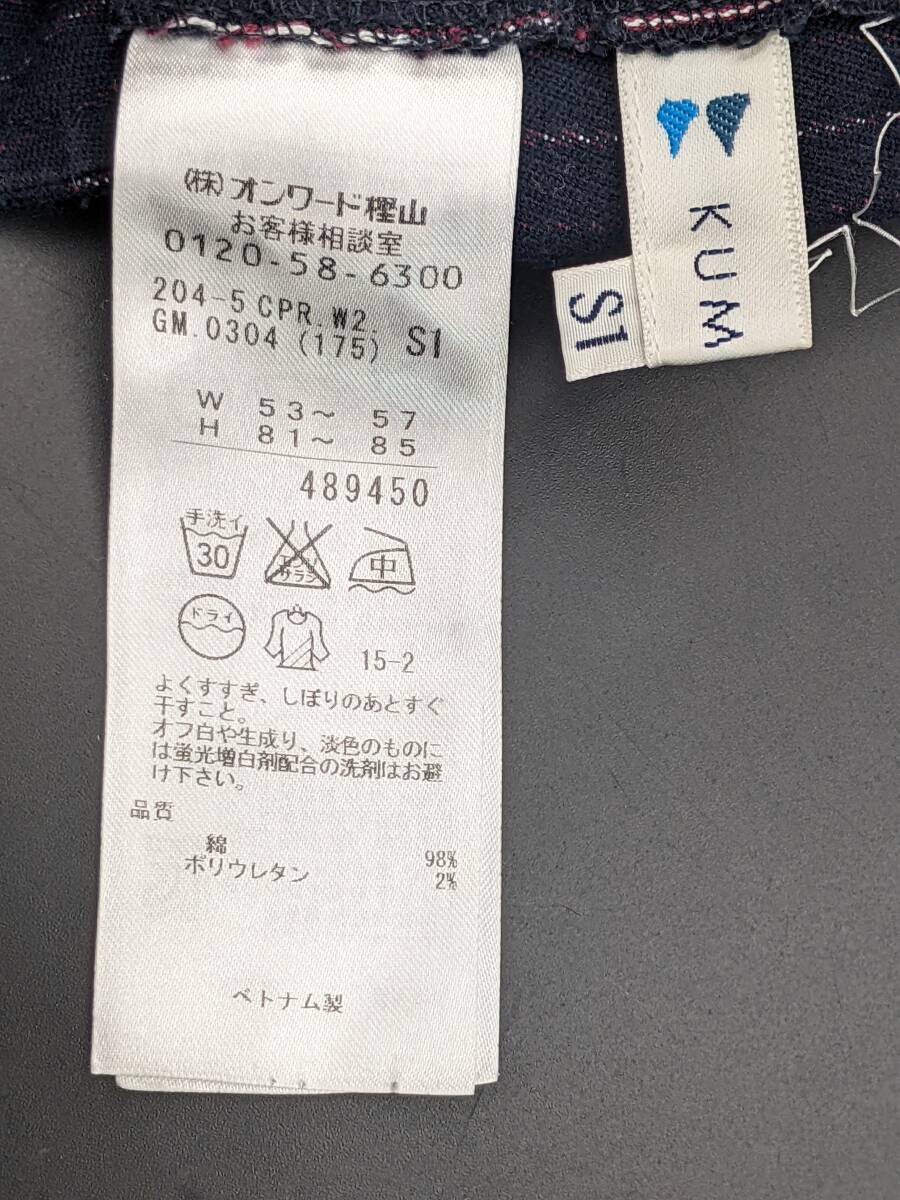 (株)オンワード樫山
お客様相談室
0120-58-6300
204-5 CPR.W2.
GM.0304 (175) S1
W 53～ 57
H 81～ 85
489450
手洗イ
30
エンソ
サラシ
中
ドライ
15-2
よくすすぎ、しぼりのあとすぐ
干すこと。
オフ白や生成り、淡色のものに
は蛍光増白剤配合の洗剤はお避
け下さい。
品質
綿 98%
ポリウレタン 2%
ベトナム製
KUM
S1